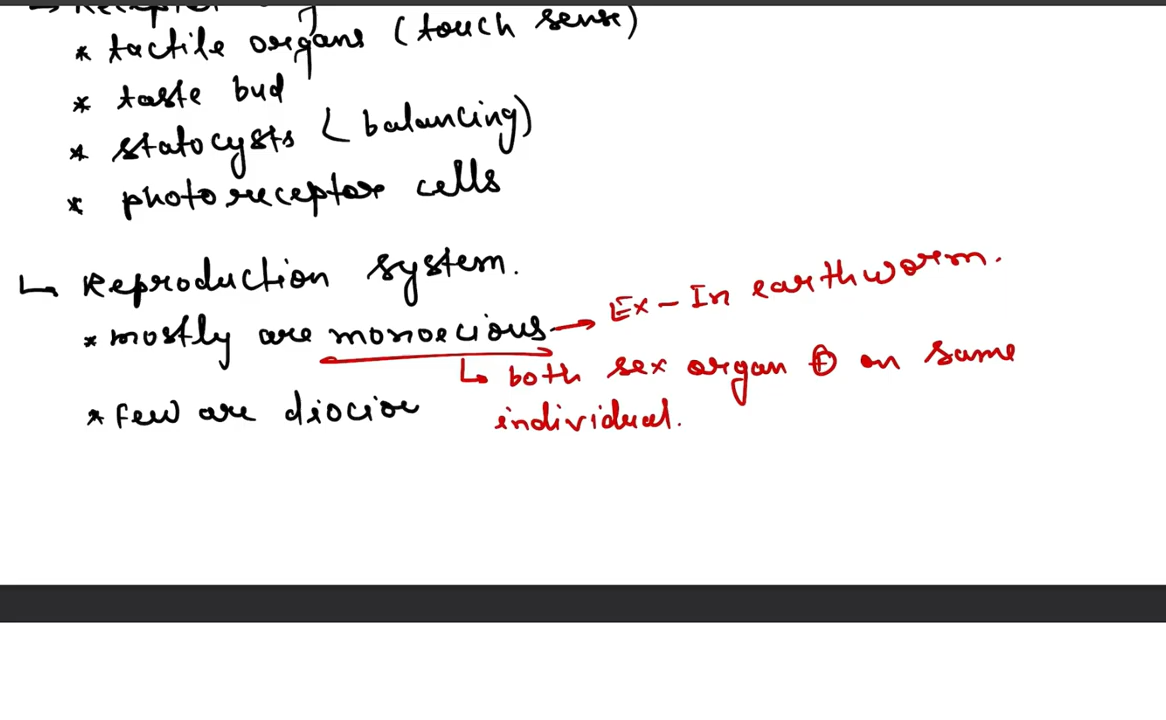 * tactile organs (touch sense)
* taste bud
* statocysts (balancing)
* photoreceptor cells
↳ Reproduction system.
* mostly are monoecious → Ex - In earthworm.
↳ both sex organ ⊕ on same
individual.
* Few are diocioe